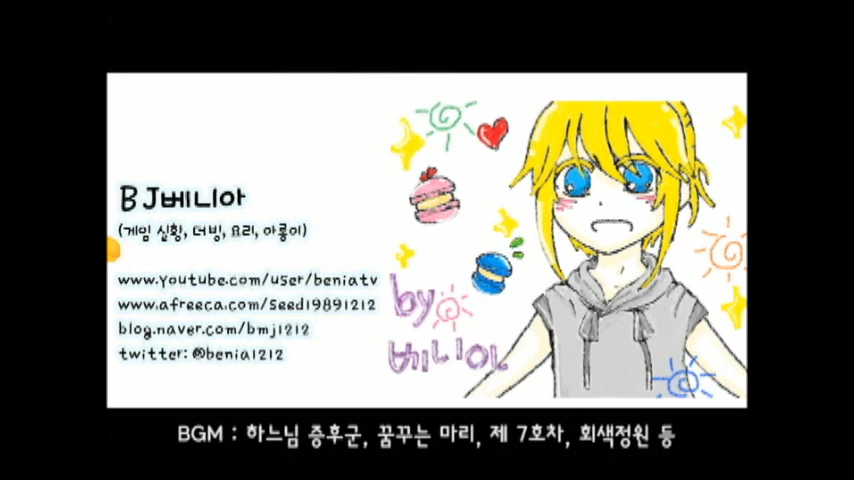 BJ베니아
(게임 실황, 더빙, 요리, 아롱이)
www.youtube.com/user/beniatv
www.afreeca.com/seed19891212
blog.naver.com/bmj1212
twitter: @benia1212
by
베니아
BGM : 하느님 증후군, 꿈꾸는 마리, 제 7호차, 회색정원 등